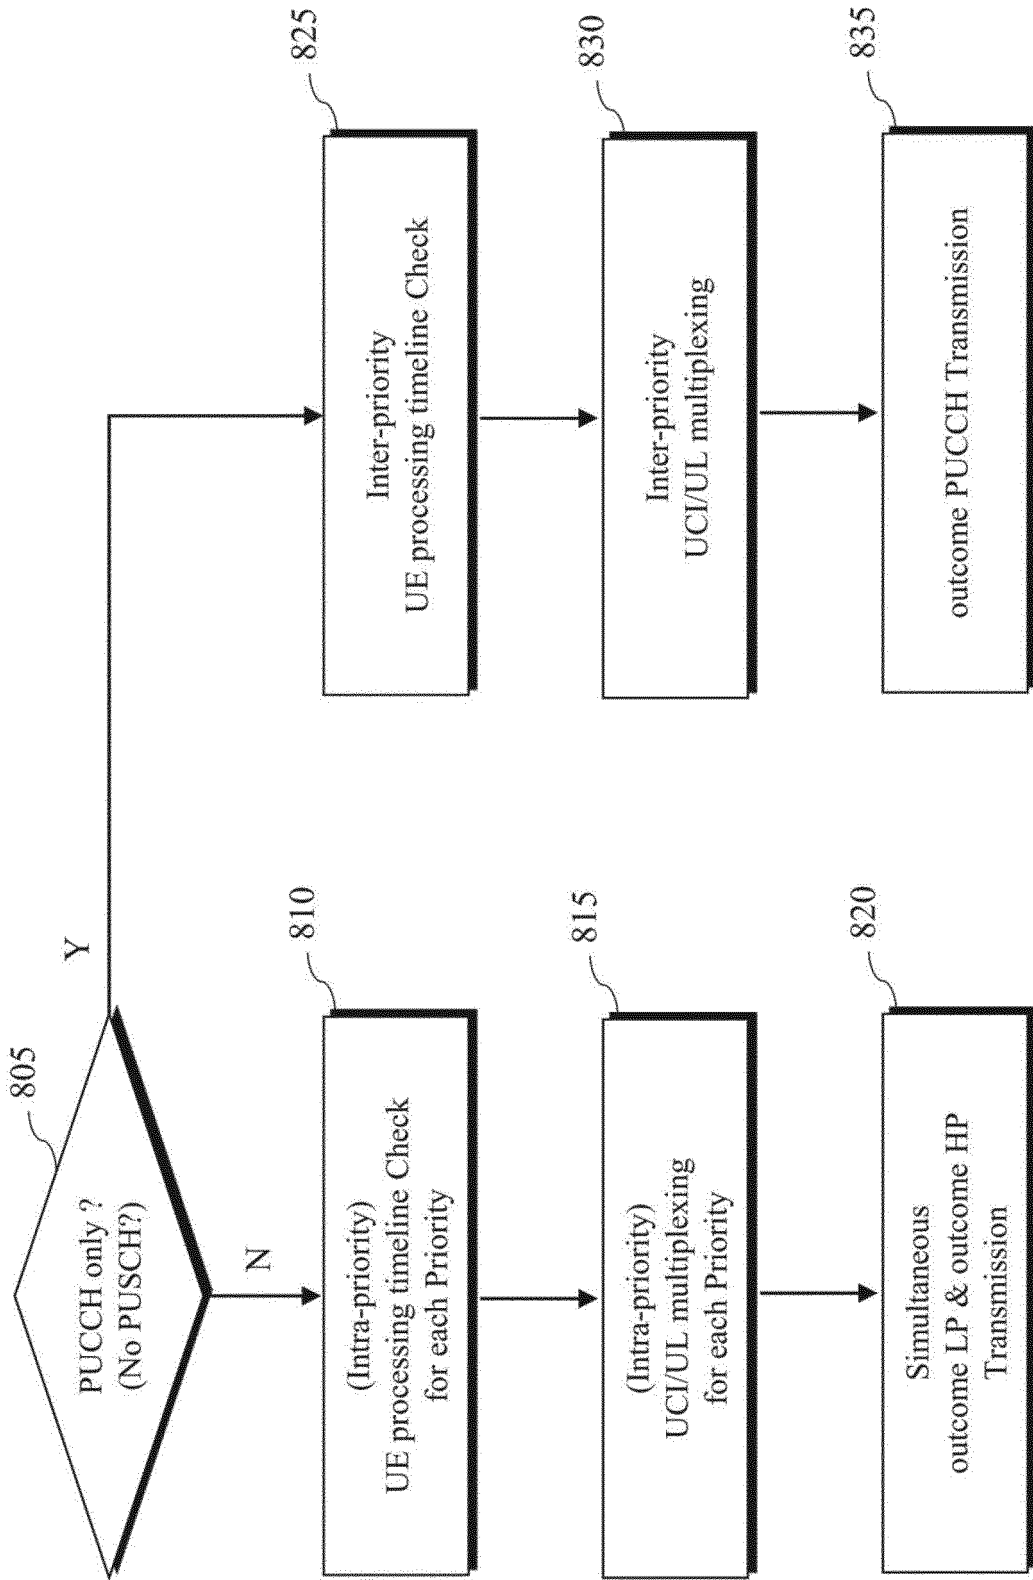 805
PUCCH only ?
(No PUSCH?)
Y
N
810
(Intra-priority)
UE processing timeline Check
for each Priority
815
(Intra-priority)
UCI/UL multiplexing
for each Priority
820
Simultaneous
outcome LP & outcome HP
Transmission
825
Inter-priority
UE processing timeline Check
830
Inter-priority
UCI/UL multiplexing
835
outcome PUCCH Transmission